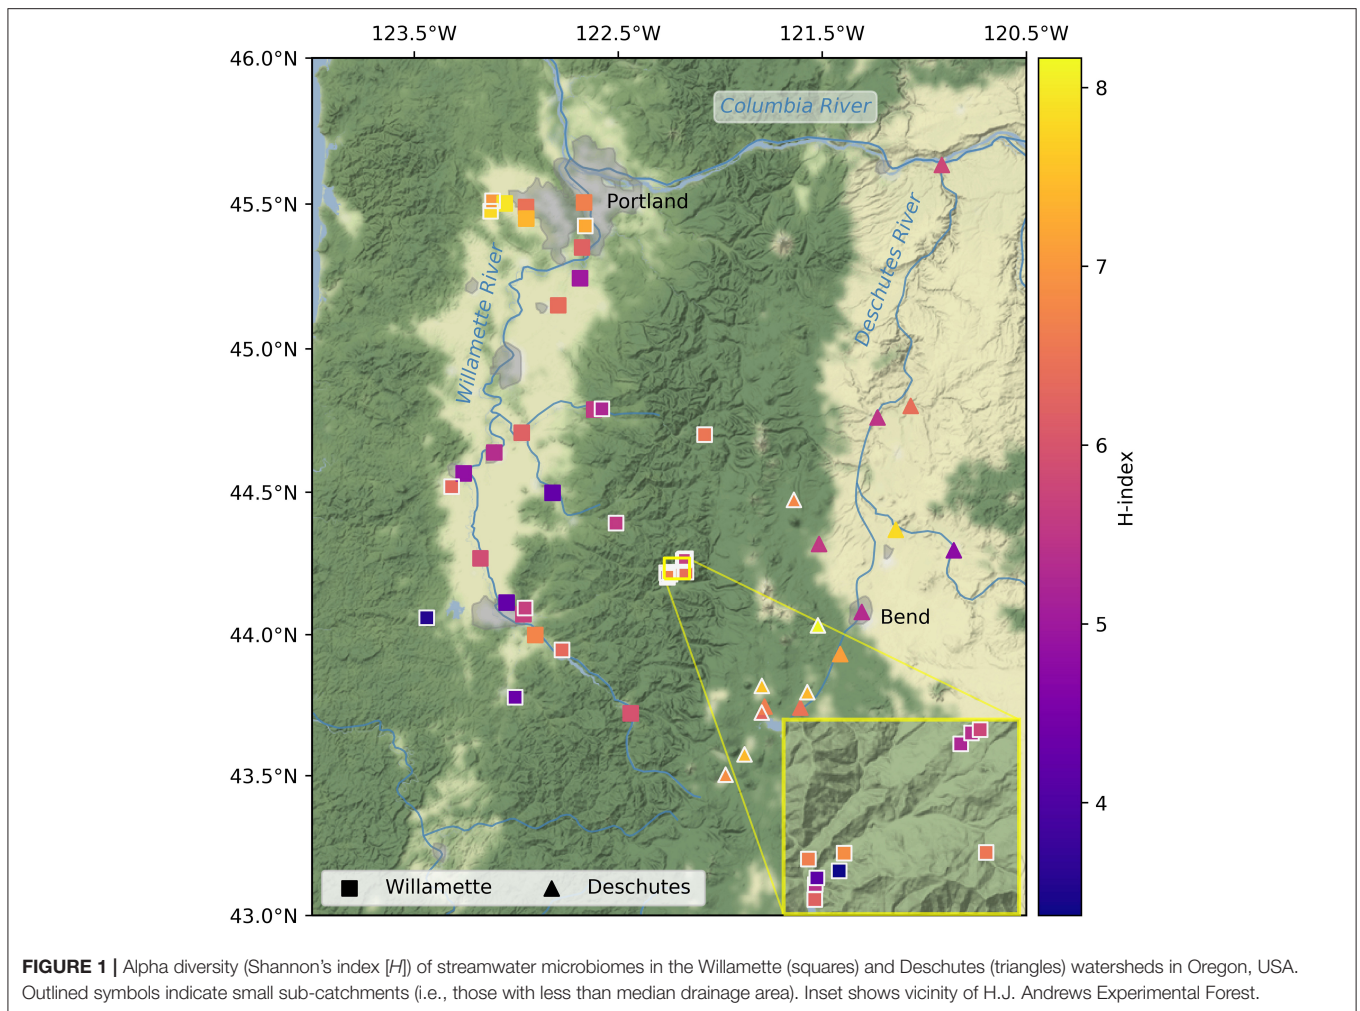 123.5°W 122.5°W 121.5°W 120.5°W
46.0°N
45.5°N
45.0°N
44.5°N
44.0°N
43.5°N
43.0°N
Columbia River
Portland
Willamette River
Deschutes River
Bend
Willamette Deschutes
8
7
6
5
4
H-index
FIGURE 1 | Alpha diversity (Shannon's index [H]) of streamwater microbiomes in the Willamette (squares) and Deschutes (triangles) watersheds in Oregon, USA.
Outlined symbols indicate small sub-catchments (i.e., those with less than median drainage area). Inset shows vicinity of H.J. Andrews Experimental Forest.